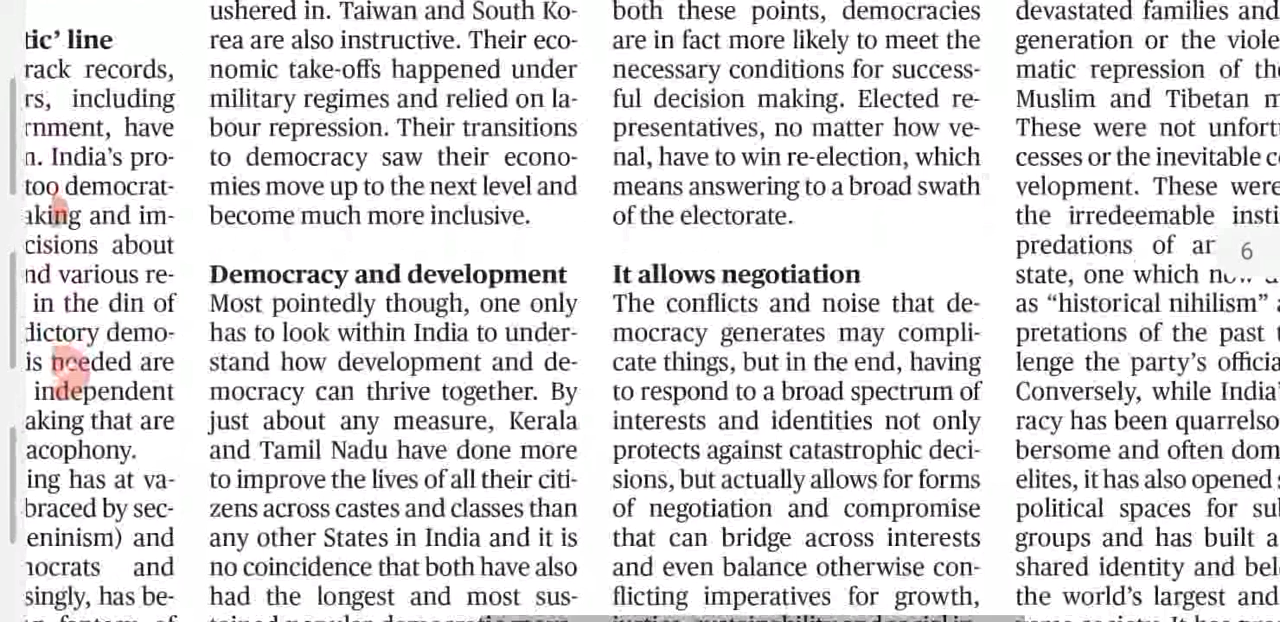 tic’ line
rack records,
rs, including
rnment, have
n. India’s pro-
too democrat-
aking and im-
cisions about
nd various re-
in the din of
dictory demo-
is needed are
independent
aking that are
acophony.
ing has at va-
braced by sec-
eninism) and
nocrats and
singly, has be-
ushered in. Taiwan and South Ko-
rea are also instructive. Their eco-
nomic take-offs happened under
military regimes and relied on la-
bour repression. Their transitions
to democracy saw their econo-
mies move up to the next level and
become much more inclusive.
Democracy and development
Most pointedly though, one only
has to look within India to under-
stand how development and de-
mocracy can thrive together. By
just about any measure, Kerala
and Tamil Nadu have done more
to improve the lives of all their citi-
zens across castes and classes than
any other States in India and it is
no coincidence that both have also
had the longest and most sus-
both these points, democracies
are in fact more likely to meet the
necessary conditions for success-
ful decision making. Elected re-
presentatives, no matter how ve-
nal, have to win re-election, which
means answering to a broad swath
of the electorate.
It allows negotiation
The conflicts and noise that de-
mocracy generates may compli-
cate things, but in the end, having
to respond to a broad spectrum of
interests and identities not only
protects against catastrophic deci-
sions, but actually allows for forms
of negotiation and compromise
that can bridge across interests
and even balance otherwise con-
flicting imperatives for growth,
devastated families and
generation or the viole
matic repression of th
Muslim and Tibetan m
These were not unfort
cesses or the inevitable c
velopment. These were
the irredeemable insti
predations of ar
state, one which
as “historical nihilism”
pretations of the past
lenge the party’s officia
Conversely, while India’
racy has been quarrelso
bersome and often dom
elites, it has also opened
political spaces for su
groups and has built a
shared identity and bel
the world’s largest and
6